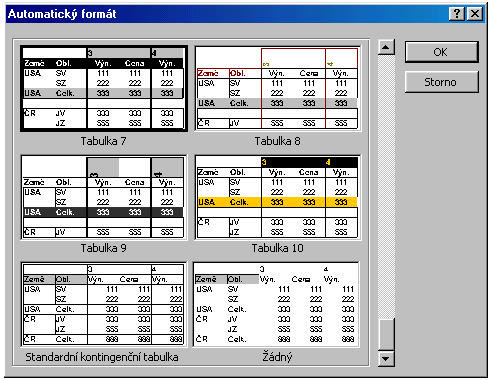 Automatický formát
OK
Storno
3 4
Země Obl. Výn. Cena Výn.
USA SV 111 111 111
SZ 222 222 222
USA Celk. 333 333 333
ČR JV 333 333 333
JZ 555 555 555
Tabulka 7
3 4
Země Obl. Výn. Cena Výn.
USA SV 111 111 111
SZ 222 222 222
USA Celk. 333 333 333
ČR JV 555 555 555
Tabulka 8
3 4
Země Obl. Výn. Cena Výn.
USA SV 111 111 111
SZ 222 222 222
USA Celk. 333 333 333
ČR JV 333 333 333
ČR JZ 555 555 555
Tabulka 9
3 4
Země Obl. Výn. Cena Výn.
USA SV 111 111 111
SZ 222 222 222
USA Celk. 333 333 333
ČR JV 333 333 333
JZ 555 555 555
Tabulka 10
3 4
Země Obl. Výn. Cena Výn.
USA SV 111 111 111
SZ 222 222 222
USA Celk. 333 333 333
ČR JV 333 333 333
JZ 555 555 555
ČR Celk. 888 888 888
Standardní kontingenční tabulka
3 4
Země Obl. Výn. Cena Výn.
USA SV 111 111 111
SZ 222 222 222
USA Celk. 333 333 333
ČR JV 333 333 333
JZ 555 555 555
ČR Celk. 888 888 888
Žádný